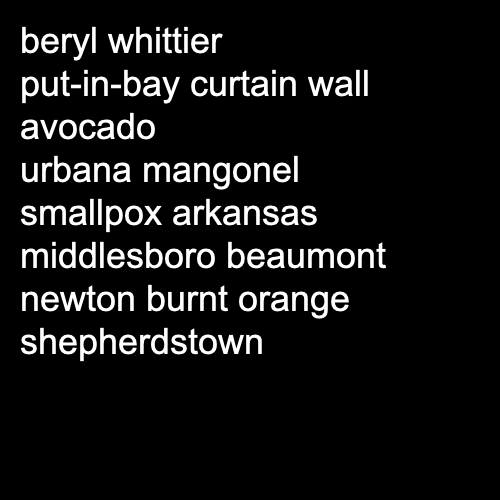 beryl whittier
put-in-bay curtain wall
avocado
urbana mangonel
smallpox arkansas
middlesboro beaumont
newton burnt orange
shepherdstown